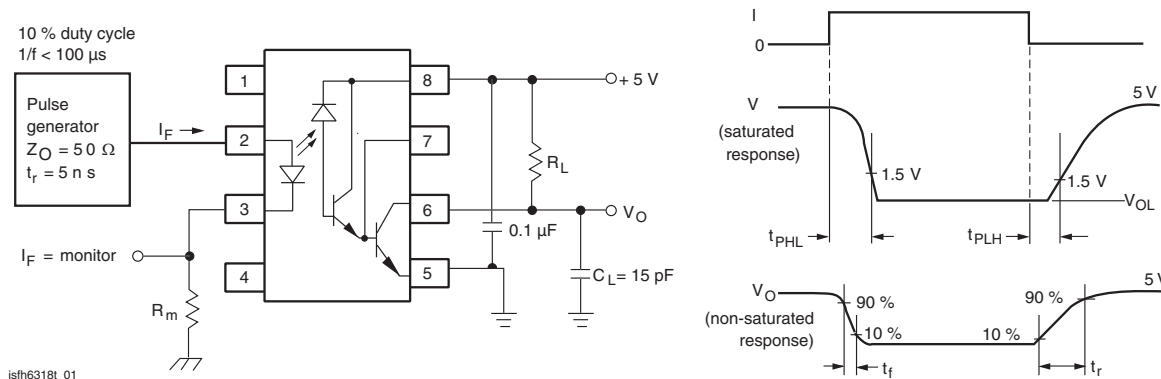 10 % duty cycle
1/f < 100 µs
Pulse
generator
Z_O = 50 Ω
t_r = 5 n s
I_F
1
2
3
4
8
7
6
5
+ 5 V
R_L
V_O
0.1 µF
C_L = 15 pF
I_F = monitor
R_m
isfh6318t_01
I
0
V
(saturated
response)
5 V
1.5 V
1.5 V
V_OL
t_PHL
t_PLH
V_O
(non-saturated
response)
90 %
10 %
10 %
90 %
5 V
t_f
t_r